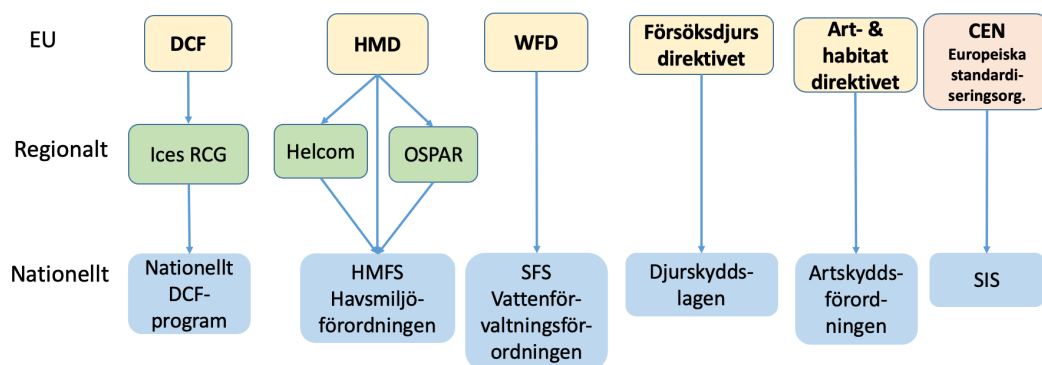 EU
DCF
HMD
WFD
Försöksdjurs
direktivet
Art- &
habitat
direktivet
CEN
Europeiska
standardi-
seringsorg.
Regionalt
Ices RCG
Helcom
OSPAR
Nationellt
Nationellt
DCF-
program
HMFS
Havsmiljö-
förordningen
SFS
Vattenför-
valtningsför-
ordningen
Djurskydds-
lagen
Artskydds-
förord-
ningen
SIS